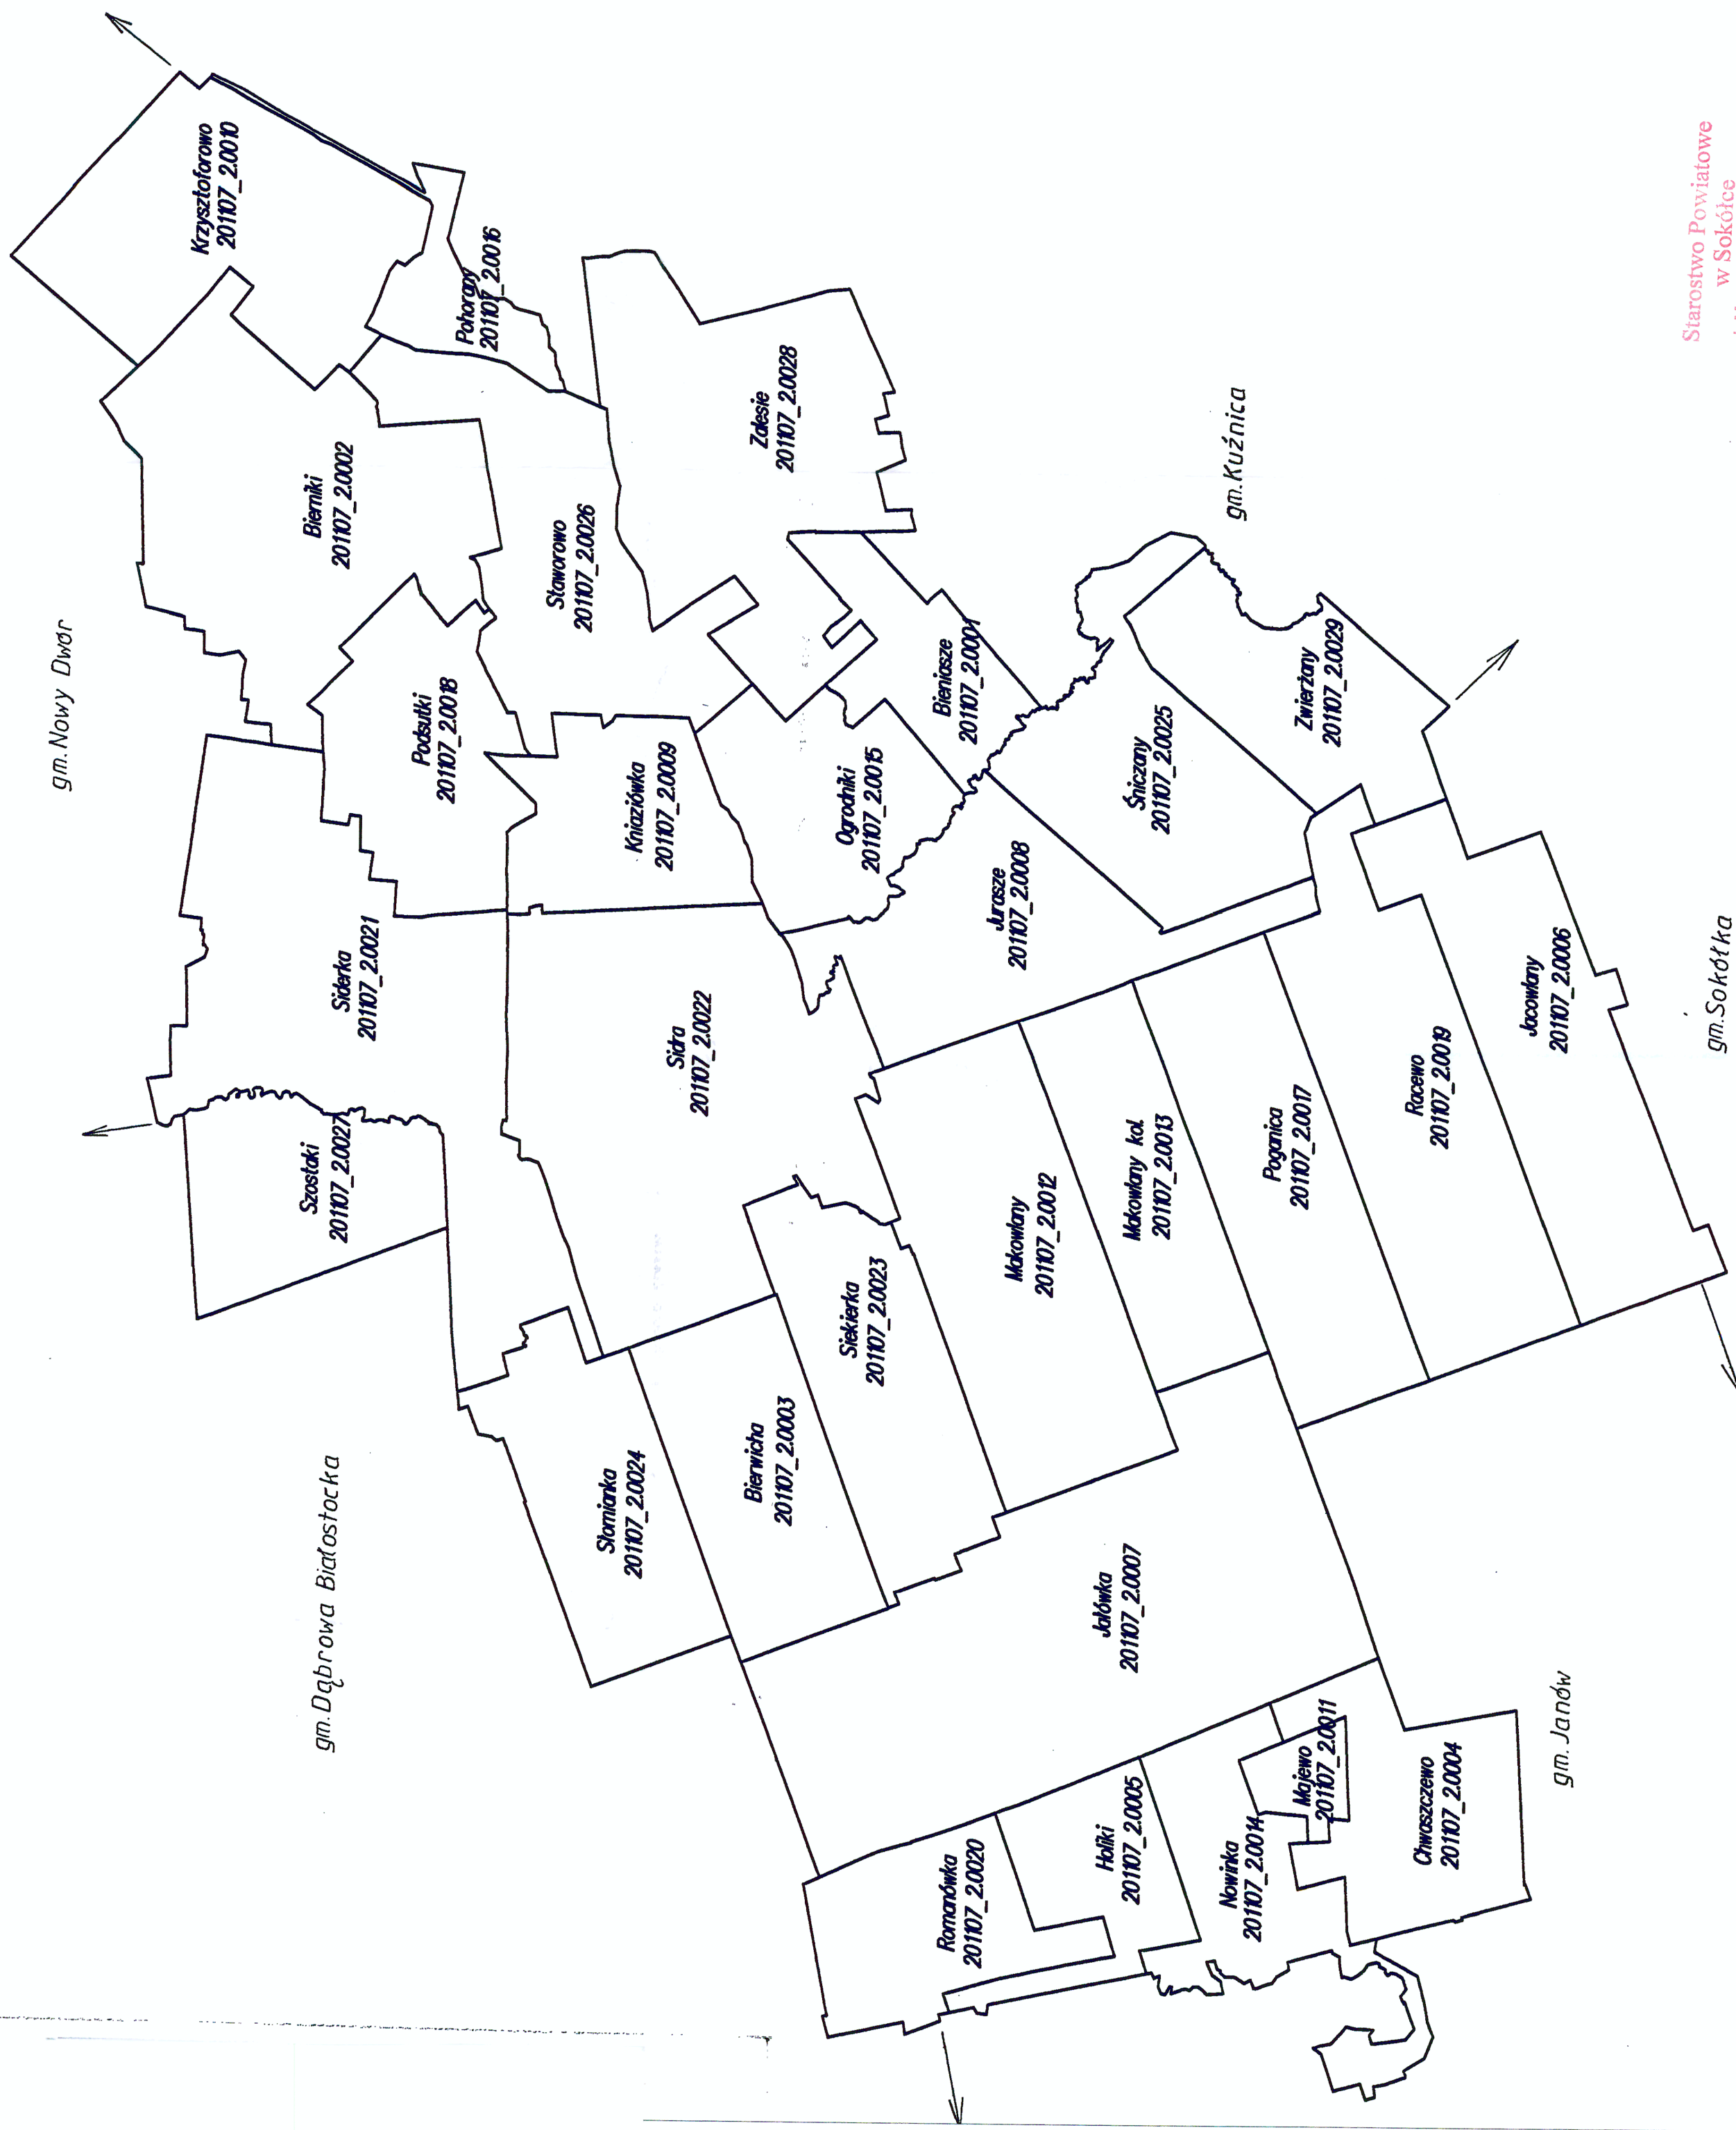 gm. Nowy Dwór
Krzysztoforowo
201107_2.0010
Bierniki
201107_2.0002
Pohorany
201107_2.0016
Podsutki
201107_2.0018
Staworowo
201107_2.0026
Zalesie
201107_2.0028
Siderka
201107_2.0021
Szostaki
201107_2.0027
Kniaziówka
201107_2.0009
Sidra
201107_2.0022
Ogrodniki
201107_2.0015
Bieniasze
201107_2.0001
gm. Kuźnica
Jurasze
201107_2.0008
Śniczany
201107_2.0025
Zwierżany
201107_2.0029
gm. Dąbrowa Białostocka
Słomianka
201107_2.0024
Bierwicha
201107_2.0003
Siekierka
201107_2.0023
Makowlany
201107_2.0012
Makowlany kol.
201107_2.0013
Poganica
201107_2.0017
Racewo
201107_2.0019
Jacowlany
201107_2.0006
gm. Sokółka
Jałówka
201107_2.0007
Romanówka
201107_2.0020
Holiki
201107_2.0005
Nowinka
201107_2.0014
Majewo
201107_2.0011
Chwaszczewo
201107_2.0004
gm. Janów
Starostwo Powiatowe
w Sokółce